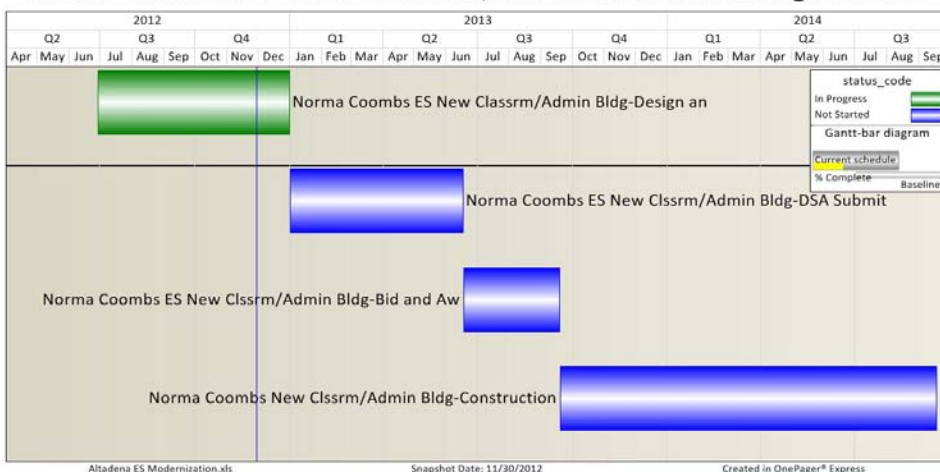 2012 2013 2014
Q2 Q3 Q4 Q1 Q2 Q3 Q4 Q1 Q2 Q3
Apr May Jun Jul Aug Sep Oct Nov Dec Jan Feb Mar Apr May Jun Jul Aug Sep Oct Nov Dec Jan Feb Mar Apr May Jun Jul Aug Sep
status_code
In Progress
Not Started
Gantt-bar diagram
Current schedule
% Complete
Baseline
Norma Coombs ES New Classrm/Admin Bldg-Design an
Norma Coombs ES New Clssrm/Admin Bldg-DSA Submit
Norma Coombs ES New Clssrm/Admin Bldg-Bid and Aw
Norma Coombs New Clssrm/Admin Bldg-Construction
Altadena ES Modernization.xls Snapshot Date: 11/30/2012 Created in OnePager® Express